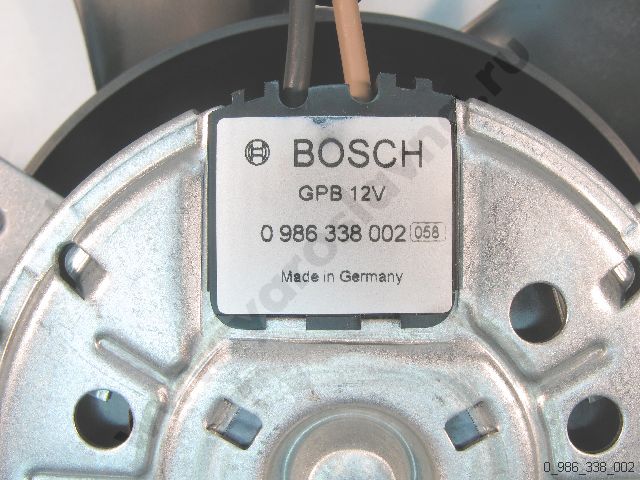 BOSCH
GPB 12V
0 986 338 002 058
Made in Germany
0_986_338_002